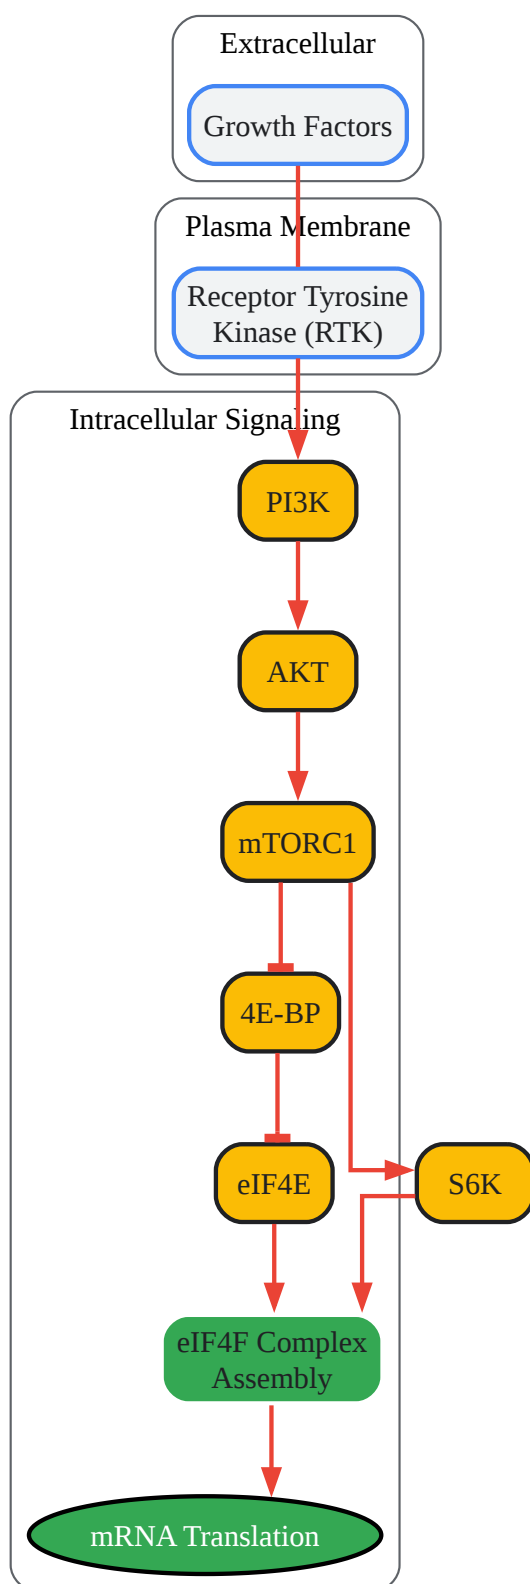 Extracellular
Growth Factors
Plasma Membrane
Receptor Tyrosine
Kinase (RTK)
Intracellular Signaling
PI3K
AKT
mTORC1
4E-BP
eIF4E
S6K
eIF4F Complex
Assembly
mRNA Translation